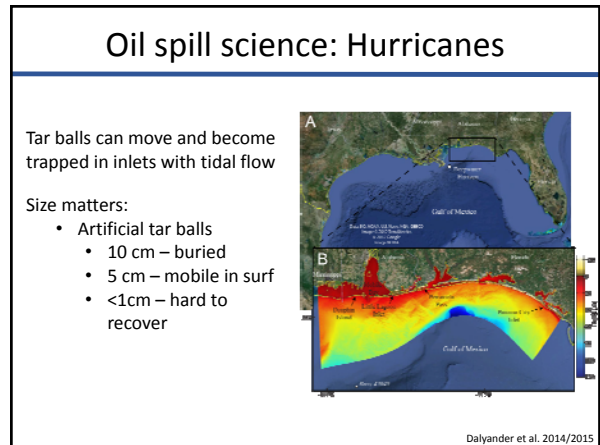 Oil spill science: Hurricanes
Tar balls can move and become
trapped in inlets with tidal flow
Size matters:
• Artificial tar balls
• 10 cm – buried
• 5 cm – mobile in surf
• <1cm – hard to
recover
A
Gulf of Mexico
B
Gulf of Mexico
Dalyander et al. 2014/2015